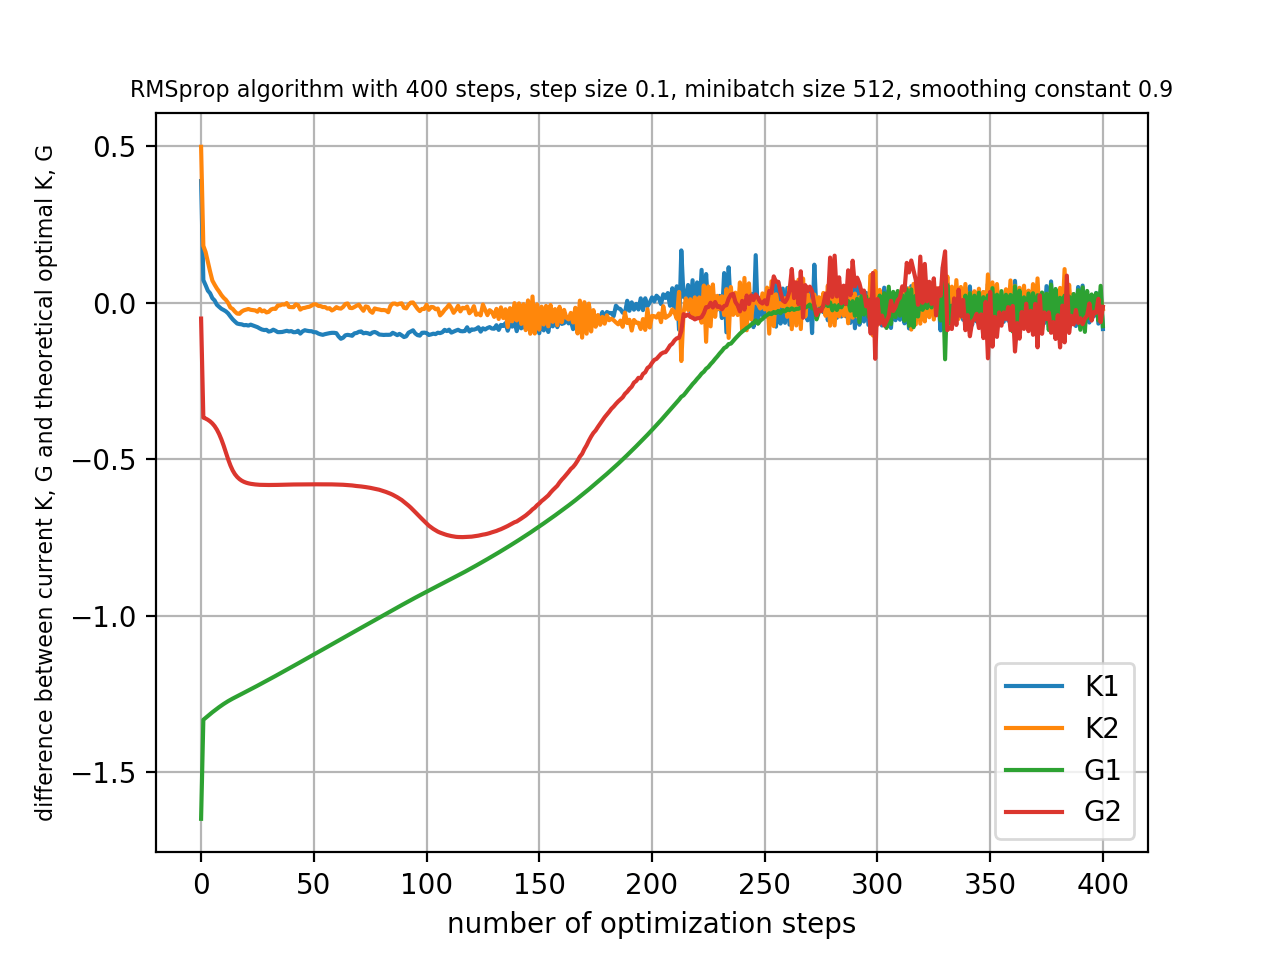 RMSprop algorithm with 400 steps, step size 0.1, minibatch size 512, smoothing constant 0.9
difference between current K, G and theoretical optimal K, G
0.5
0.0
−0.5
−1.0
−1.5
K1
K2
G1
G2
0 50 100 150 200 250 300 350 400
number of optimization steps